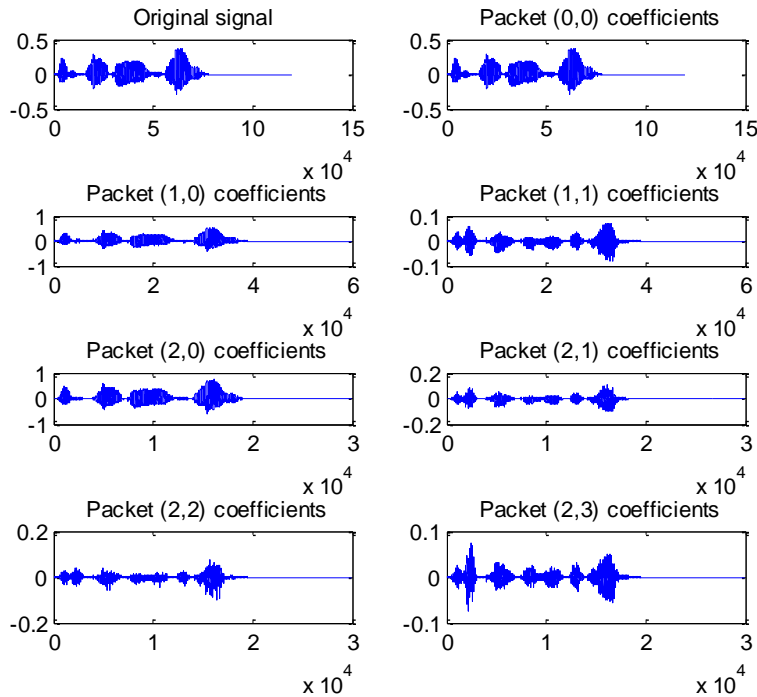 Original signal
Packet (0,0) coefficients
0.5
0
-0.5
0 5 10 15
x 10^4
0.5
0
-0.5
0 5 10 15
x 10^4
Packet (1,0) coefficients
Packet (1,1) coefficients
1
0
-1
0 2 4 6
x 10^4
0.1
0
-0.1
0 2 4 6
x 10^4
Packet (2,0) coefficients
Packet (2,1) coefficients
1
0
-1
0 1 2 3
x 10^4
0.2
0
-0.2
0 1 2 3
x 10^4
Packet (2,2) coefficients
Packet (2,3) coefficients
0.2
0
-0.2
0 1 2 3
x 10^4
0.1
0
-0.1
0 1 2 3
x 10^4